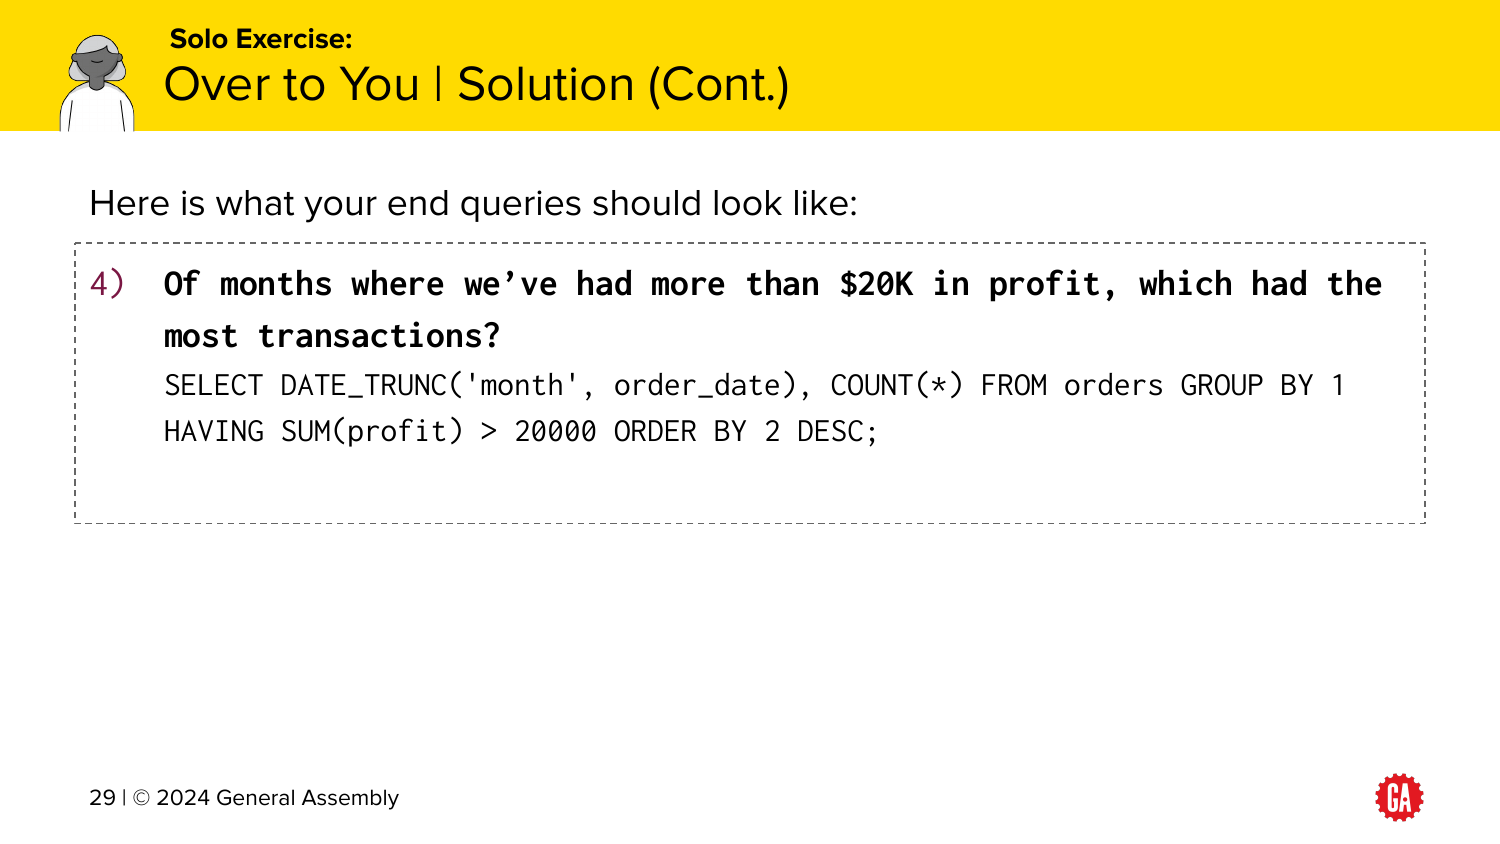 Solo Exercise:
Over to You | Solution (Cont.)
Here is what your end queries should look like:
4) Of months where we’ve had more than $20K in profit, which had the
most transactions?
SELECT DATE_TRUNC('month', order_date), COUNT(*) FROM orders GROUP BY 1
HAVING SUM(profit) > 20000 ORDER BY 2 DESC;
29 | © 2024 General Assembly
GA